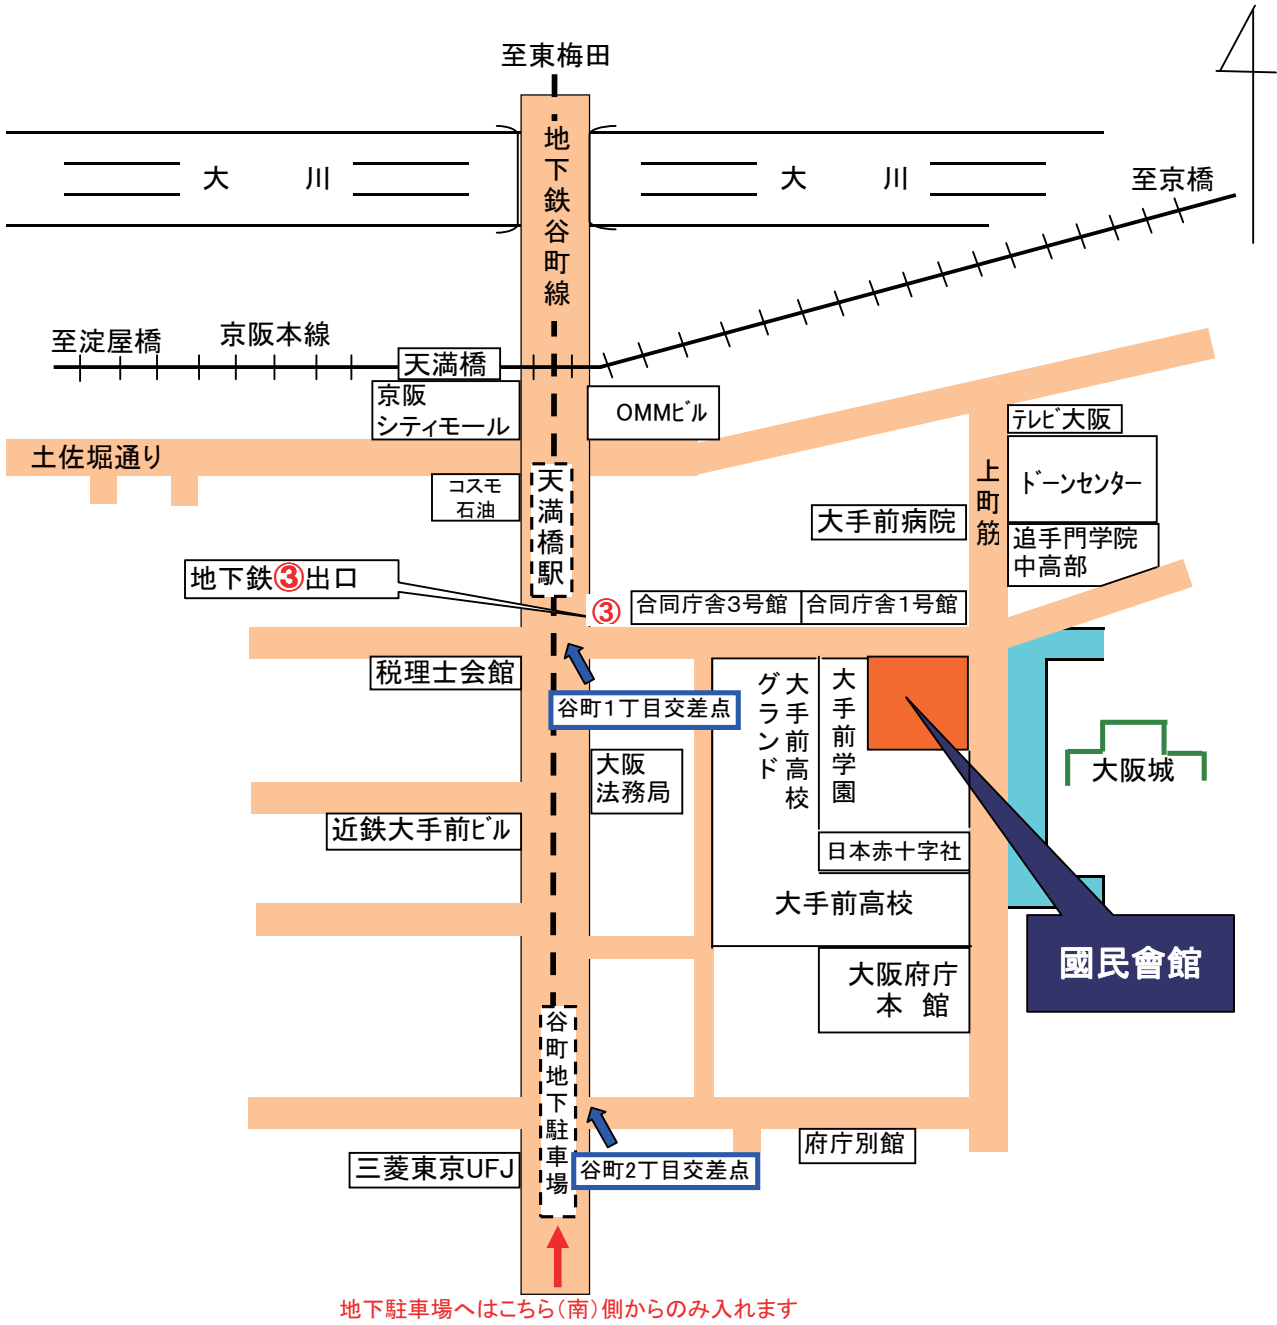 至東梅田
地下鉄谷町線
大　川
大　川
至京橋
至淀屋橋
京阪本線
天満橋
京阪
シティモール
OMMビル
テレビ大阪
土佐堀通り
コスモ
石油
天満橋駅
上町筋
ドーンセンター
大手前病院
追手門学院
中高部
地下鉄③出口
③
合同庁舎3号館
合同庁舎1号館
税理士会館
谷町1丁目交差点
大手前高校
グランド
大手前学園
大阪
法務局
大阪城
近鉄大手前ビル
日本赤十字社
大手前高校
國民會館
大阪府庁
本　館
谷町地下駐車場
府庁別館
三菱東京UFJ
谷町2丁目交差点
地下駐車場へはこちら（南）側からのみ入れます